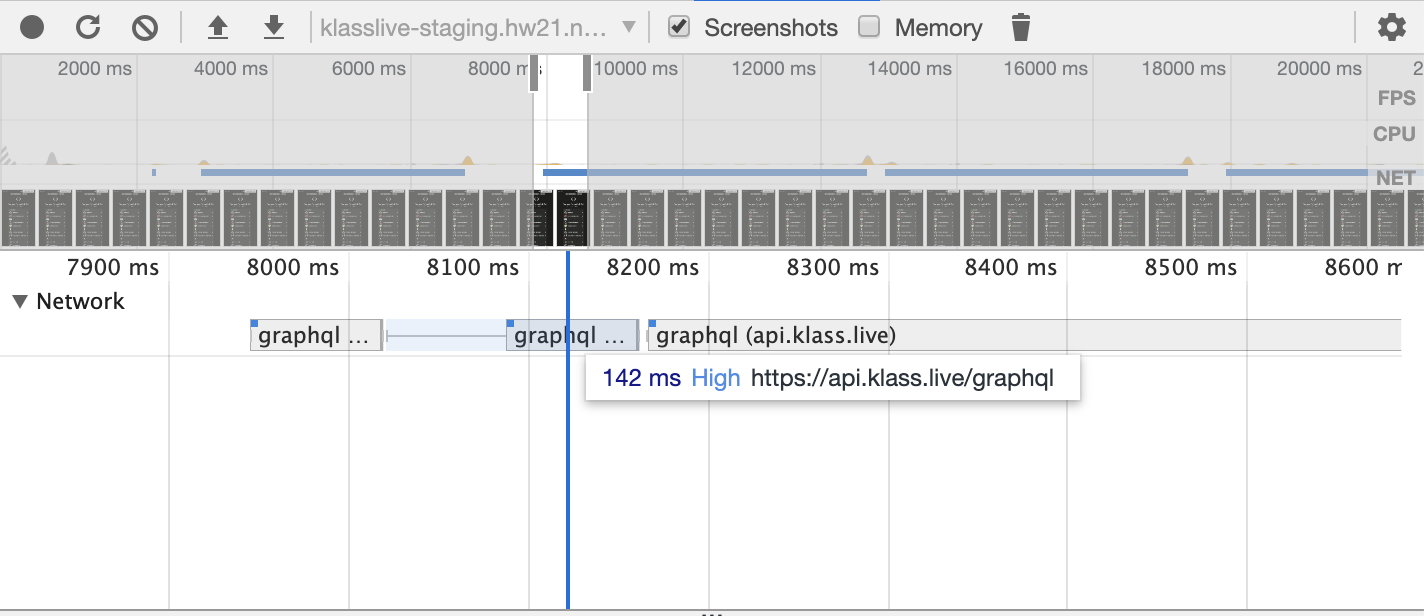 klasslive-staging.hw21.n... Screenshots Memory
2000 ms 4000 ms 6000 ms 8000 ms 10000 ms 12000 ms 14000 ms 16000 ms 18000 ms 20000 ms 2
FPS
CPU
NET
7900 ms 8000 ms 8100 ms 8200 ms 8300 ms 8400 ms 8500 ms 8600 m
Network
graphql ... graphql ... graphql (api.klass.live)
142 ms High https://api.klass.live/graphql